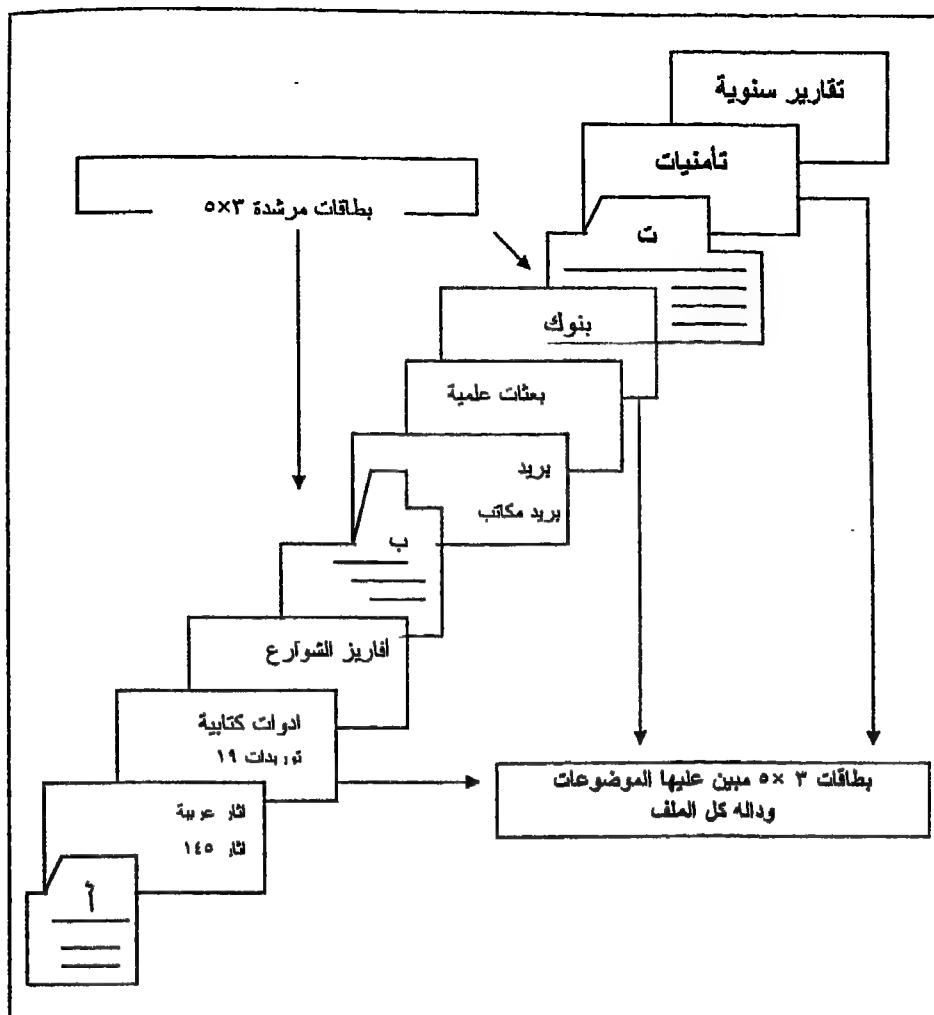 تقارير سنوية
تأمنيات
بطاقات مرشدة ٣×٥
ت
بنوك
بعثات علمية
بريد
بريد مكاتب
ب
أفاريز الشوارع
ادوات كتابية
توريدات ١٩
بطاقات ٣ ×٥ مبين عليها الموضوعات
وداله كل الملف
اثار عربية
اثار ١٤٥
أ